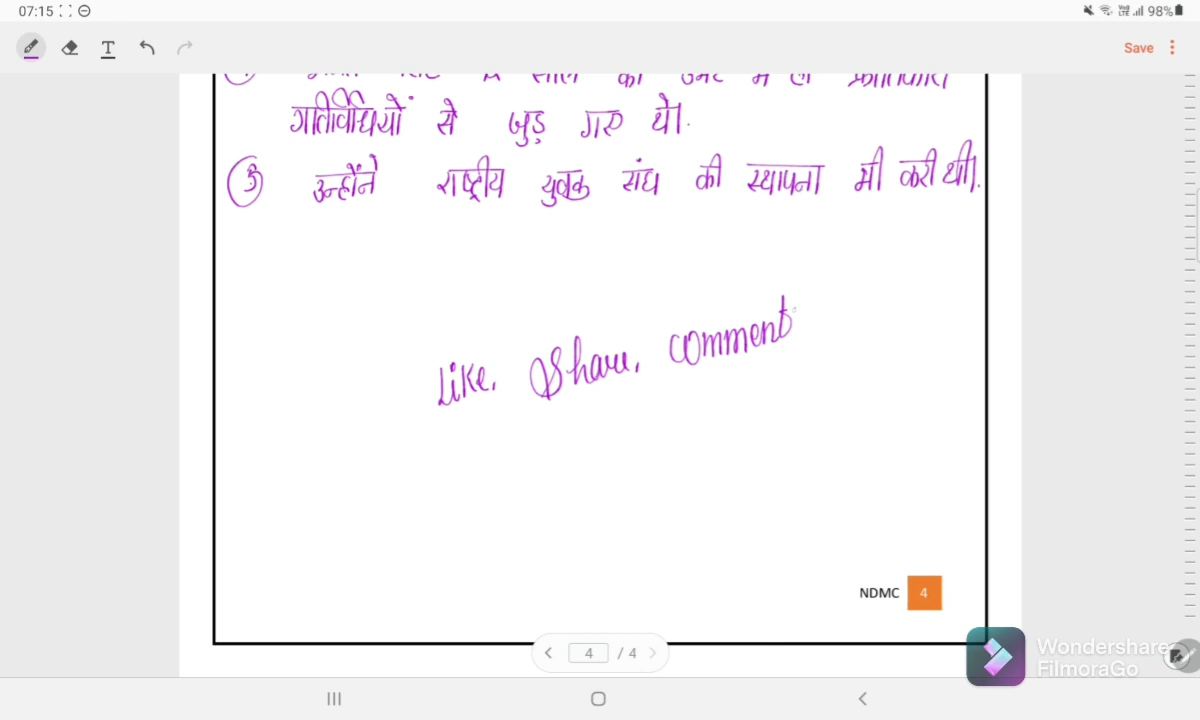 07:15
98%
T
Save
साल की उमर में ही क्रांतिकारी
गतिविधियों से जुड़ गए थे।
③ उन्होंने राष्ट्रीय युवक संघ की स्थापना भी करी थी।
Like, Share, comment
NDMC 4
4 / 4
Wondershare
FilmoraGo